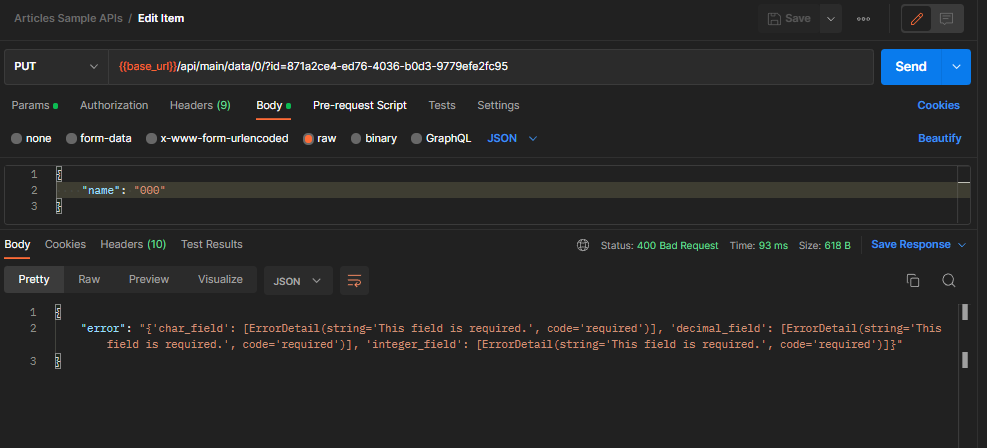 Articles Sample APIs / Edit Item
Save
PUT
{{base_url}}/api/main/data/0/?id=871a2ce4-ed76-4036-b0d3-9779efe2fc95
Send
Params Authorization Headers (9) Body Pre-request Script Tests Settings Cookies
none form-data x-www-form-urlencoded raw binary GraphQL JSON Beautify
1 {
2 "name": "000"
3 }
Body Cookies Headers (10) Test Results Status: 400 Bad Request Time: 93 ms Size: 618 B Save Response
Pretty Raw Preview Visualize JSON
1 {
2 "error": "{'char_field': [ErrorDetail(string='This field is required.', code='required')], 'decimal_field': [ErrorDetail(string='This
field is required.', code='required')], 'integer_field': [ErrorDetail(string='This field is required.', code='required')]}"
3 }